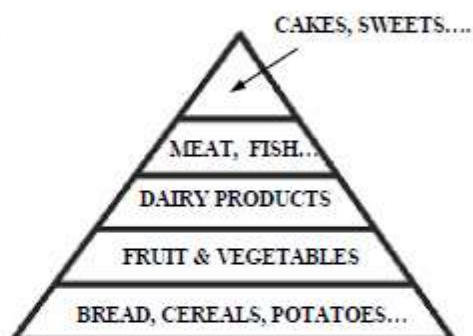 CAKES, SWEETS....
MEAT, FISH...
DAIRY PRODUCTS
FRUIT & VEGETABLES
BREAD, CEREALS, POTATOES...